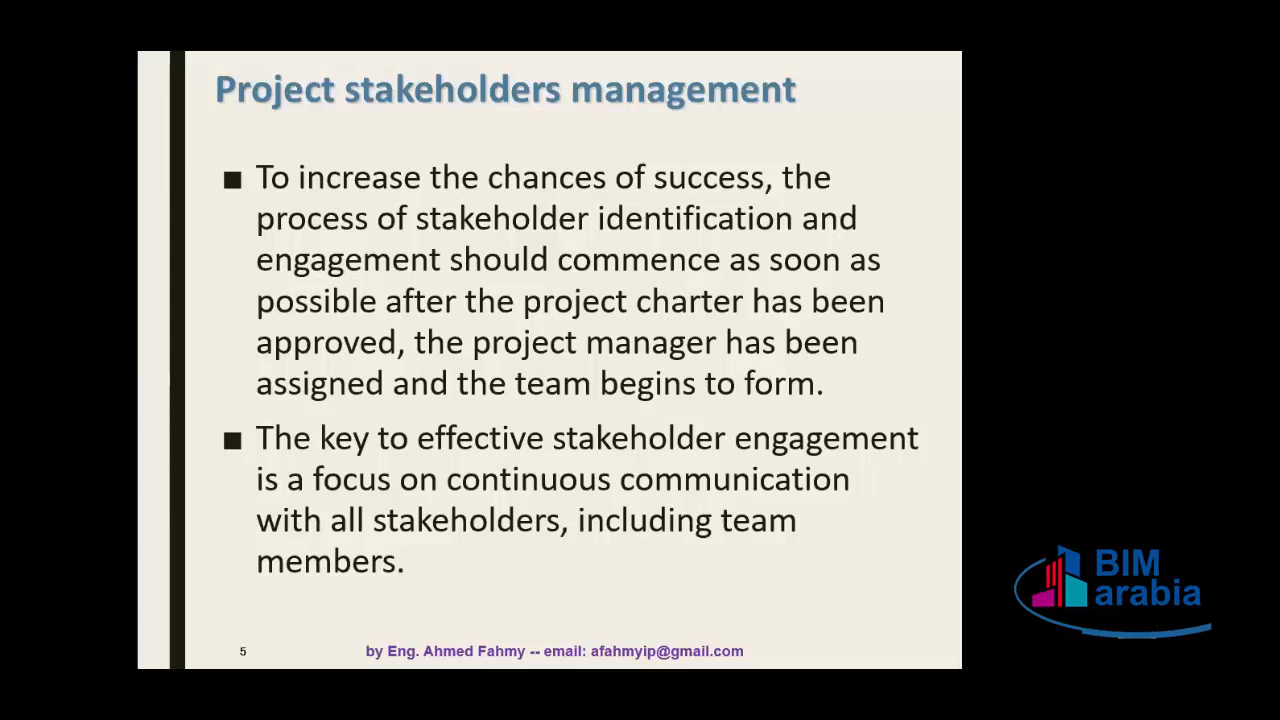 Project stakeholders management
■ To increase the chances of success, the
process of stakeholder identification and
engagement should commence as soon as
possible after the project charter has been
approved, the project manager has been
assigned and the team begins to form.
■ The key to effective stakeholder engagement
is a focus on continuous communication
with all stakeholders, including team
members.
5 by Eng. Ahmed Fahmy -- email: afahmyip@gmail.com
BIM
arabia